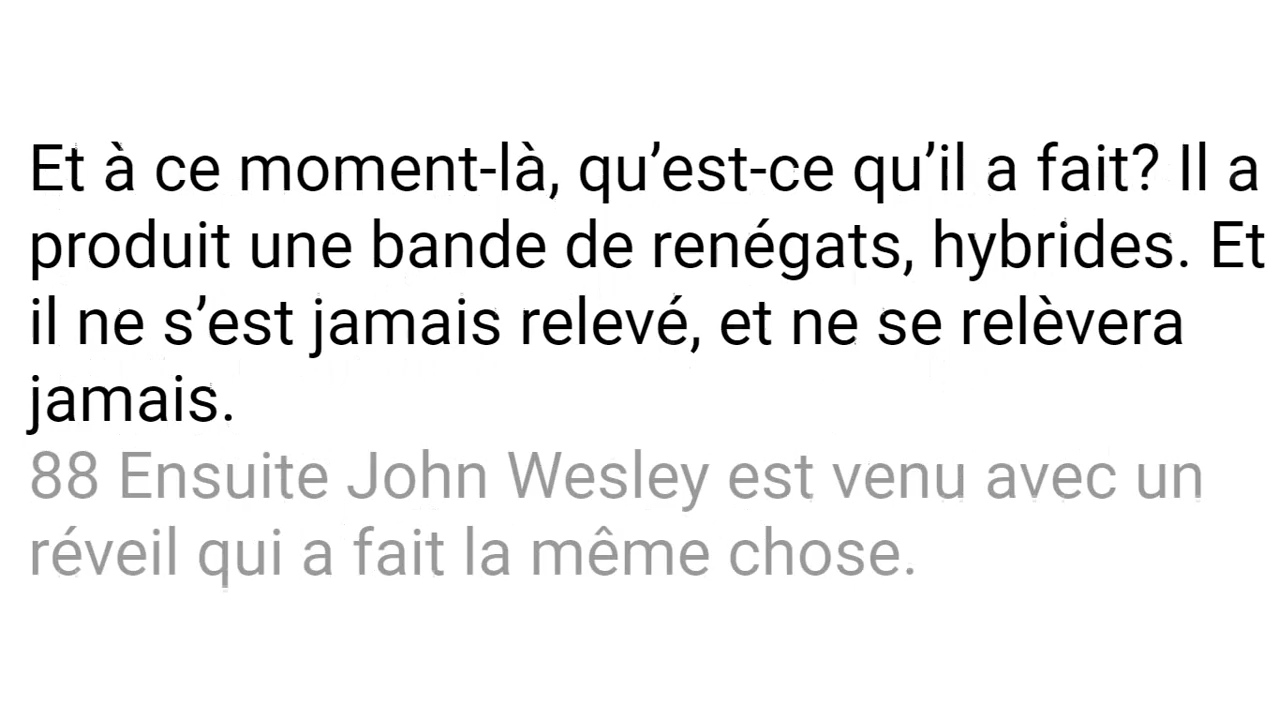 Et à ce moment-là, qu’est-ce qu’il a fait? Il a
produit une bande de renégats, hybrides. Et
il ne s’est jamais relevé, et ne se relèvera
jamais.
88 Ensuite John Wesley est venu avec un
réveil qui a fait la même chose.